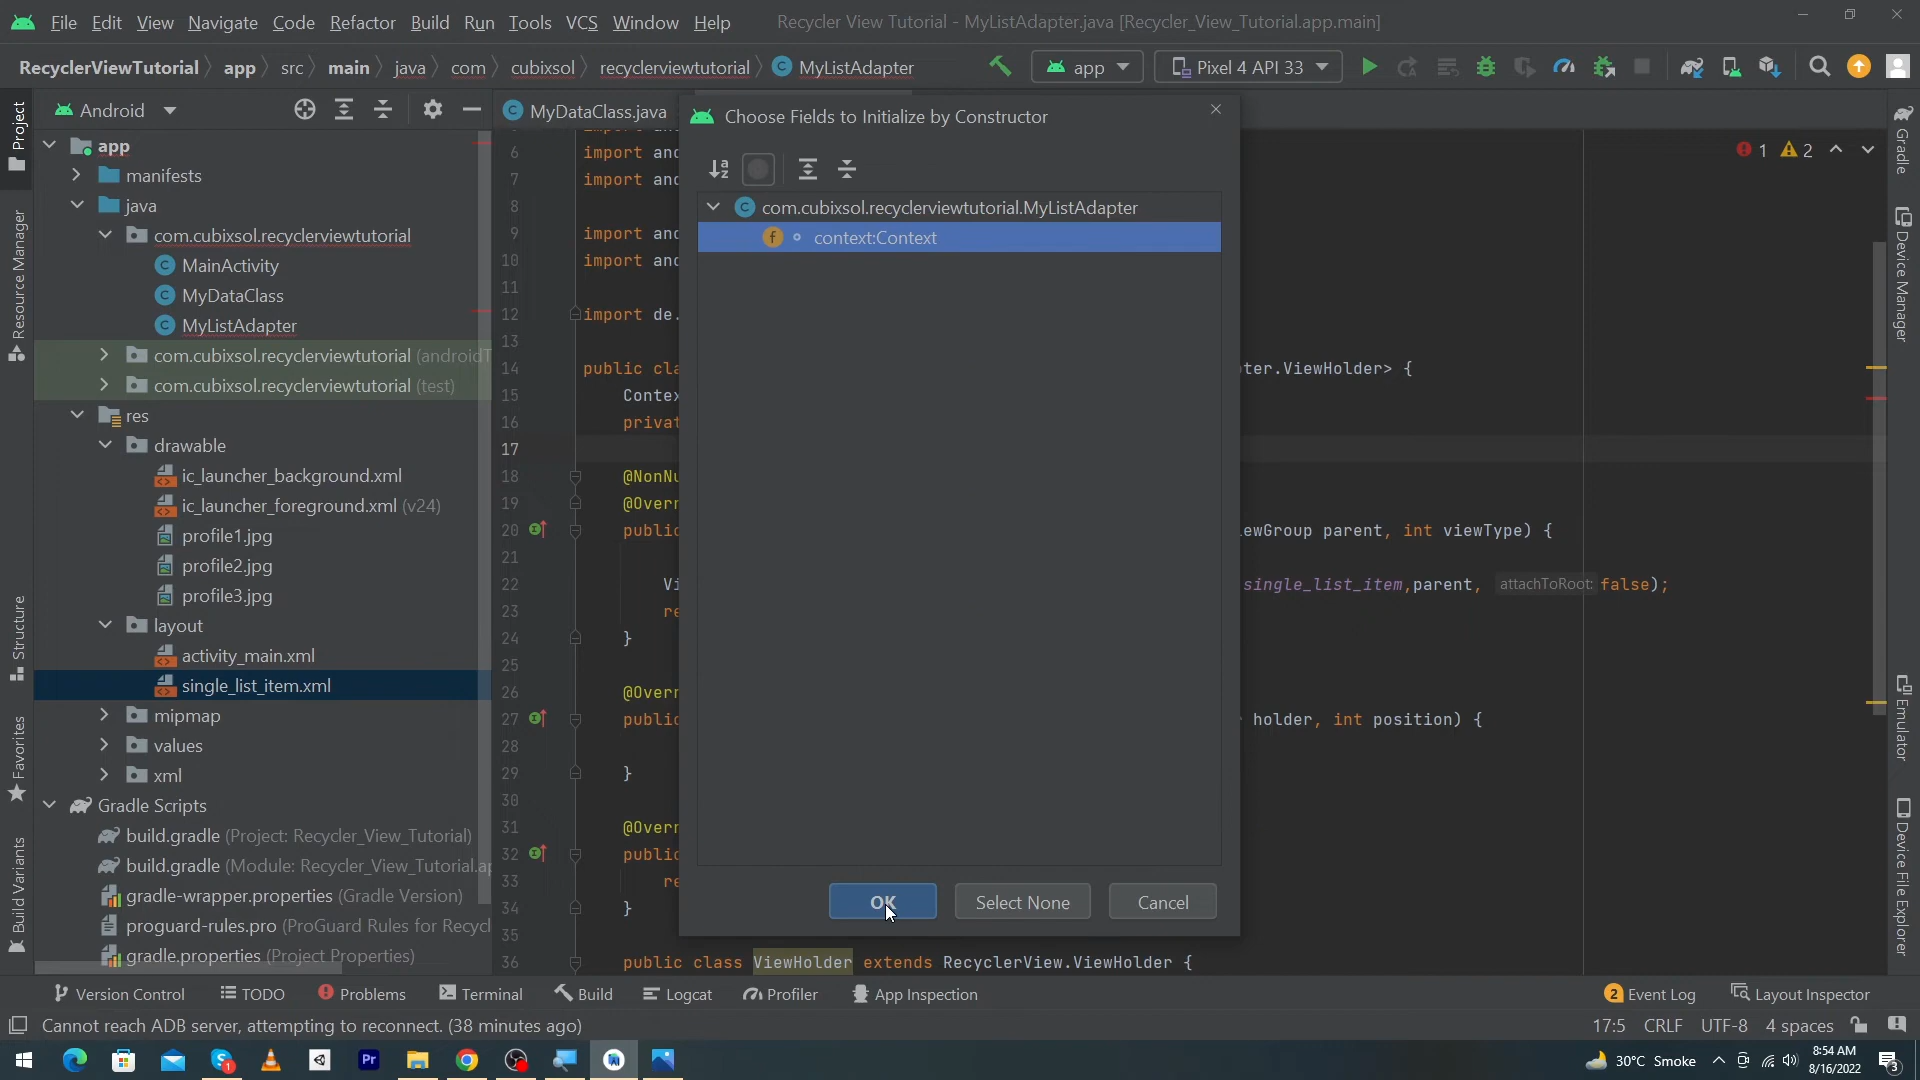 File Edit View Navigate Code Refactor Build Run Tools VCS Window Help Recycler View Tutorial - MyListAdapter.java [Recycler_View_Tutorial.app.main]
RecyclerViewTutorial app src main java com cubixsol recyclerviewtutorial MyListAdapter app Pixel 4 API 33
Android
MyDataClass.java
Choose Fields to Initialize by Constructor
com.cubixsol.recyclerviewtutorial.MyListAdapter
context:Context
OK Select None Cancel
Project
Resource Manager
Structure
Favorites
Build Variants
app
manifests
java
com.cubixsol.recyclerviewtutorial
MainActivity
MyDataClass
MyListAdapter
com.cubixsol.recyclerviewtutorial (androidT
com.cubixsol.recyclerviewtutorial (test)
res
drawable
ic_launcher_background.xml
ic_launcher_foreground.xml (v24)
profile1.jpg
profile2.jpg
profile3.jpg
layout
activity_main.xml
single_list_item.xml
mipmap
values
xml
Gradle Scripts
build.gradle (Project: Recycler_View_Tutorial)
build.gradle (Module: Recycler_View_Tutorial.ap
gradle-wrapper.properties (Gradle Version)
proguard-rules.pro (ProGuard Rules for Recycl
gradle.properties (Project Properties)
1 2
6 import and
7 import and
8
9 import and
10 import and
11
12 import de.
13
14 public cla ter.ViewHolder> {
15 Contex
16 privat
17
18 @NonNu
19 @Overr
20 public ewGroup parent, int viewType) {
21
22 Vi single_list_item,parent, attachToRoot: false);
23 re
24 }
25
26 @Overr
27 public holder, int position) {
28
29 }
30
31 @Overr
32 public
33 re
34 }
35
36 public class ViewHolder extends RecyclerView.ViewHolder {
Gradle
Device Manager
Emulator
Device File Explorer
Version Control TODO Problems Terminal Build Logcat Profiler App Inspection 2 Event Log Layout Inspector
Cannot reach ADB server, attempting to reconnect. (38 minutes ago) 17:5 CRLF UTF-8 4 spaces
1 Pr 30°C Smoke 8:54 AM
8/16/2022 3